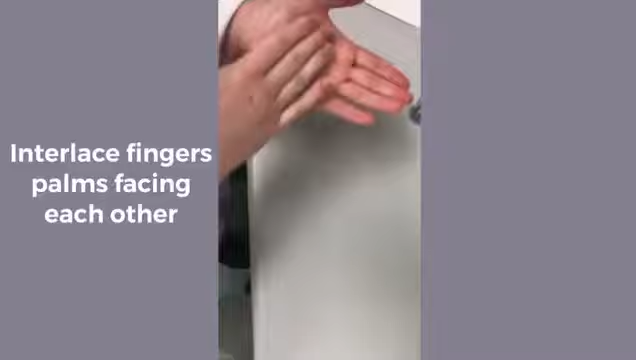 Interlace fingers
palms facing
each other